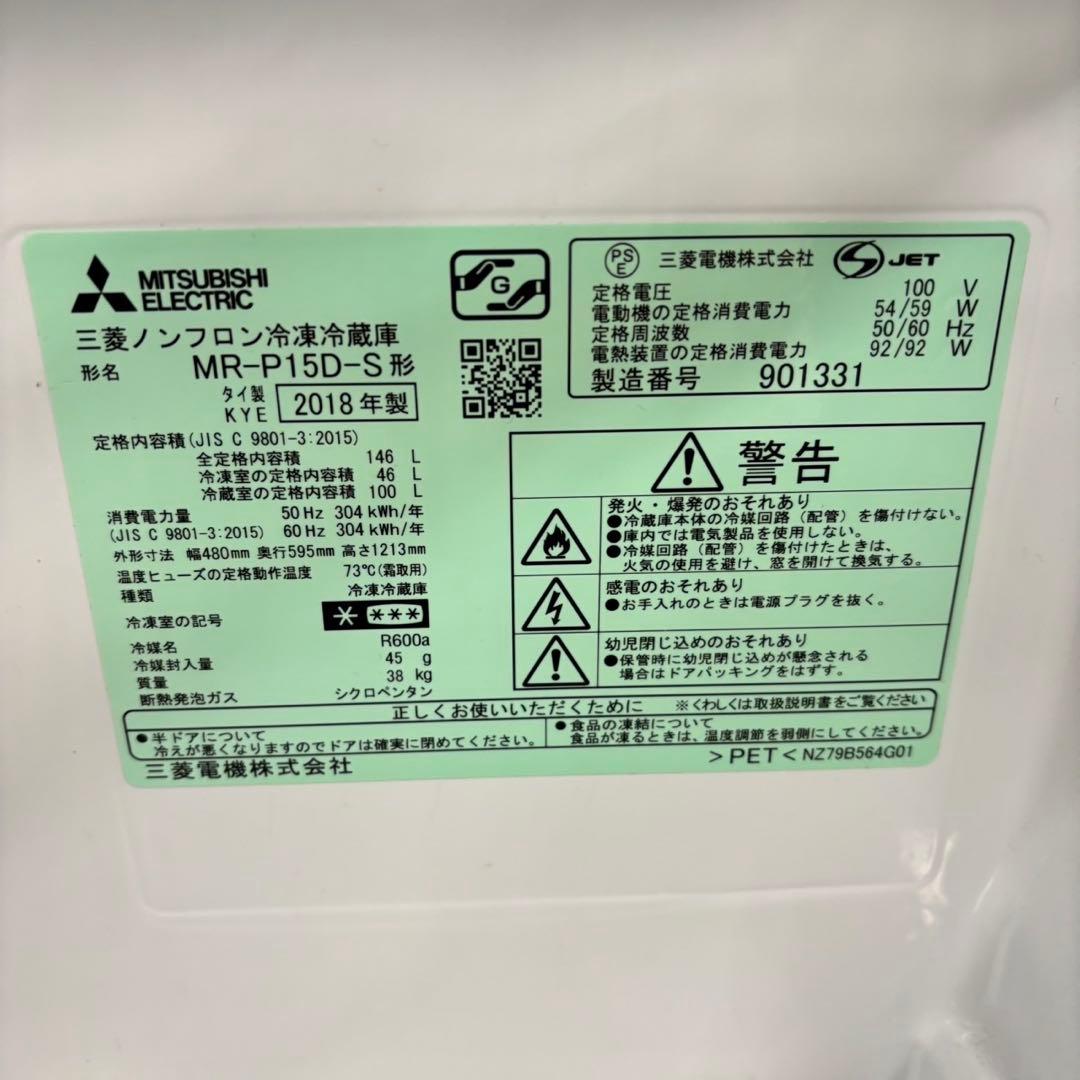 MITSUBISHI
ELECTRIC
G
三菱ノンフロン冷凍冷蔵庫
形名 MR-P15D-S形
タイ製
KYE 2018年製
定格内容積(JIS C 9801-3:2015)
全定格内容積 146 L
冷凍室の定格内容積 46 L
冷蔵室の定格内容積 100 L
消費電力量 50Hz 304kWh/年
(JIS C 9801-3:2015) 60Hz 304kWh/年
外形寸法 幅480mm 奥行595mm 高さ1213mm
温度ヒューズの定格動作温度 73℃(霜取用)
種類 冷凍冷蔵庫
冷凍室の記号 * ***
冷媒名 R600a
冷媒封入量 45 g
質量 38 kg
断熱発泡ガス シクロペンタン
PS
E 三菱電機株式会社 S JET
定格電圧 100 V
電動機の定格消費電力 54/59 W
定格周波数 50/60 Hz
電熱装置の定格消費電力 92/92 W
製造番号 901331
警告
発火・爆発のおそれあり
●冷蔵庫本体の冷媒回路(配管)を傷付けない。
●庫内では電気製品を使用しない。
●冷媒回路(配管)を傷付けたときは、
火気の使用を避け、窓を開けて換気する。
感電のおそれあり
●お手入れのときは電源プラグを抜く。
幼児閉じ込めのおそれあり
●保管時に幼児閉じ込めが懸念される
場合はドアパッキングをはずす。
正しくお使いいただくために ※くわしくは取扱説明書をご覧ください
●半ドアについて
冷えが悪くなりますのでドアは確実に閉めてください。
●食品の凍結について
食品が凍るときは、温度調節を弱側にしてください。
三菱電機株式会社
>PET< NZ79B564G01